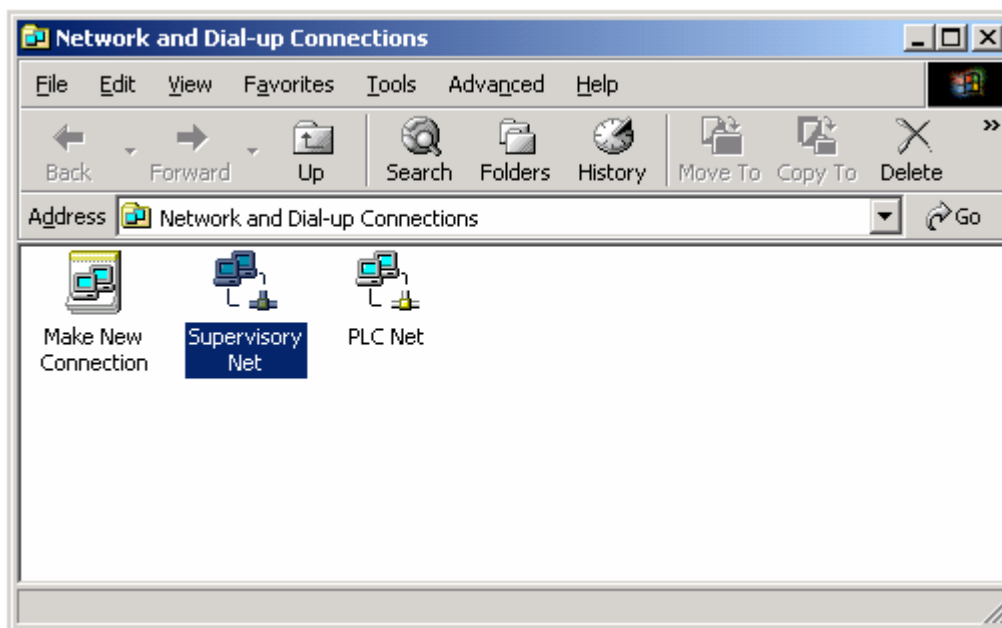 Network and Dial-up Connections
File Edit View Favorites Tools Advanced Help
Back Forward Up Search Folders History Move To Copy To Delete »
Address Network and Dial-up Connections Go
Make New Connection
Supervisory Net
PLC Net